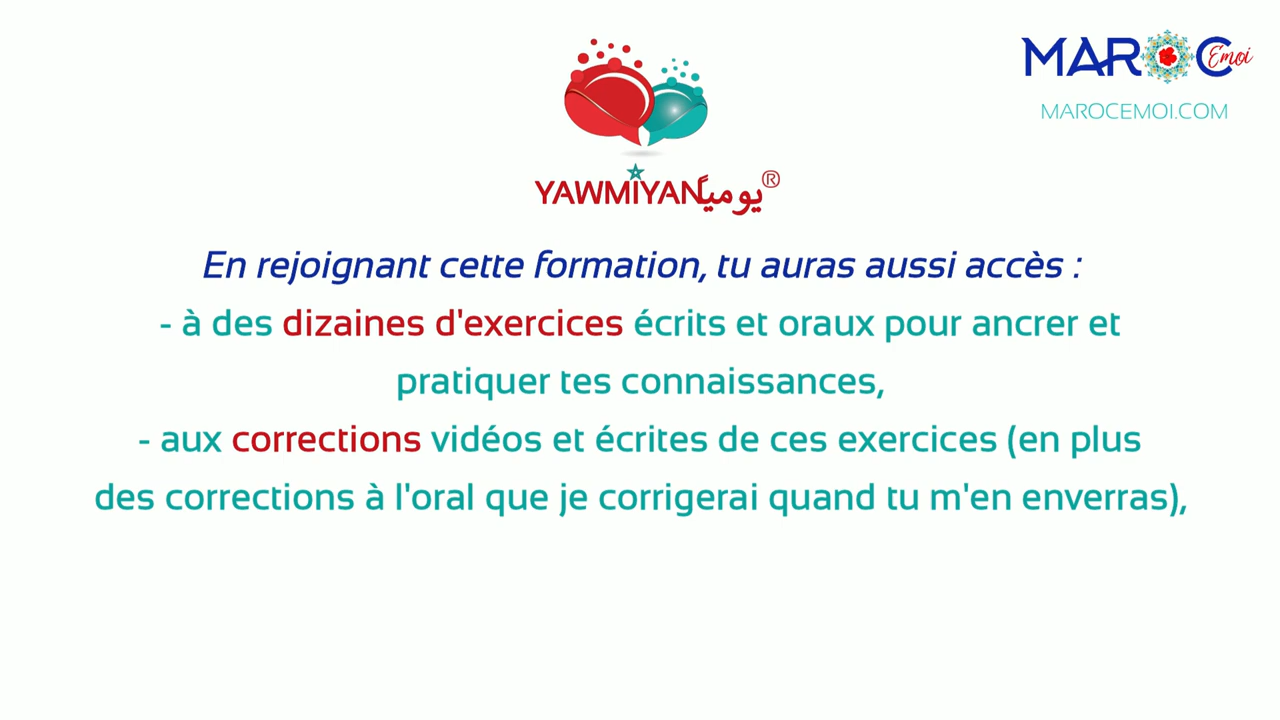 MAROC Emoi
MAROCEMOI.COM
YAWMIYAN يوميا®
En rejoignant cette formation, tu auras aussi accès :
- à des dizaines d'exercices écrits et oraux pour ancrer et
pratiquer tes connaissances,
- aux corrections vidéos et écrites de ces exercices (en plus
des corrections à l'oral que je corrigerai quand tu m'en enverras),